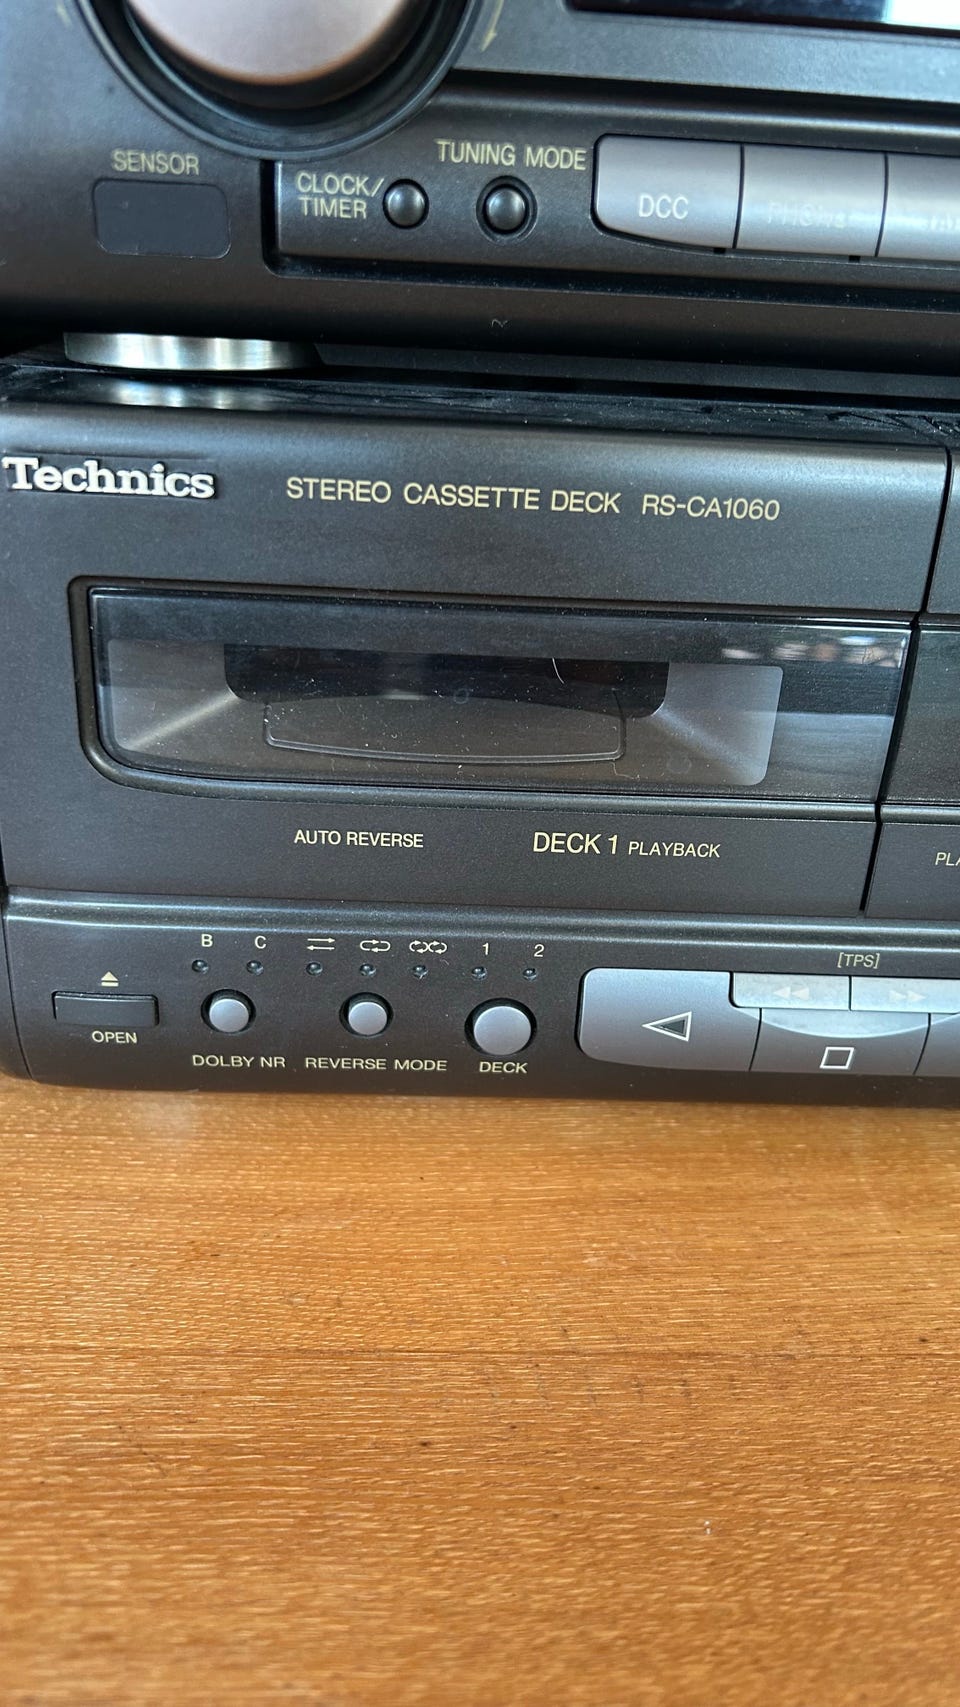 SENSOR
CLOCK/
TIMER
TUNING MODE
DCC
Technics
STEREO CASSETTE DECK RS-CA1060
AUTO REVERSE
DECK 1 PLAYBACK
B C 1 2
[TPS]
OPEN
DOLBY NR REVERSE MODE DECK